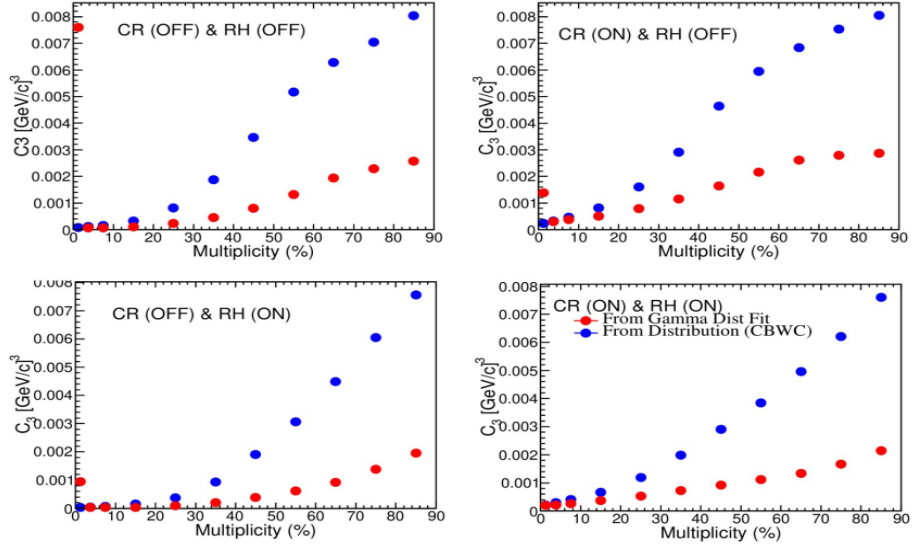 CR (OFF) & RH (OFF)
C3 [GeV/c]³
0.008
0.007
0.006
0.005
0.004
0.003
0.002
0.001
0
0 10 20 30 40 50 60 70 80 90
Multiplicity (%)
CR (ON) & RH (OFF)
C₃ [GeV/c]³
0.008
0.007
0.006
0.005
0.004
0.003
0.002
0.001
0
0 10 20 30 40 50 60 70 80 90
Multiplicity (%)
CR (OFF) & RH (ON)
C₃ [GeV/c]³
0.008
0.007
0.006
0.005
0.004
0.003
0.002
0.001
0
0 10 20 30 40 50 60 70 80 90
Multiplicity (%)
CR (ON) & RH (ON)
From Gamma Dist Fit
From Distribution (CBWC)
C₃ [GeV/c]³
0.008
0.007
0.006
0.005
0.004
0.003
0.002
0.001
0
0 10 20 30 40 50 60 70 80 90
Multiplicity (%)